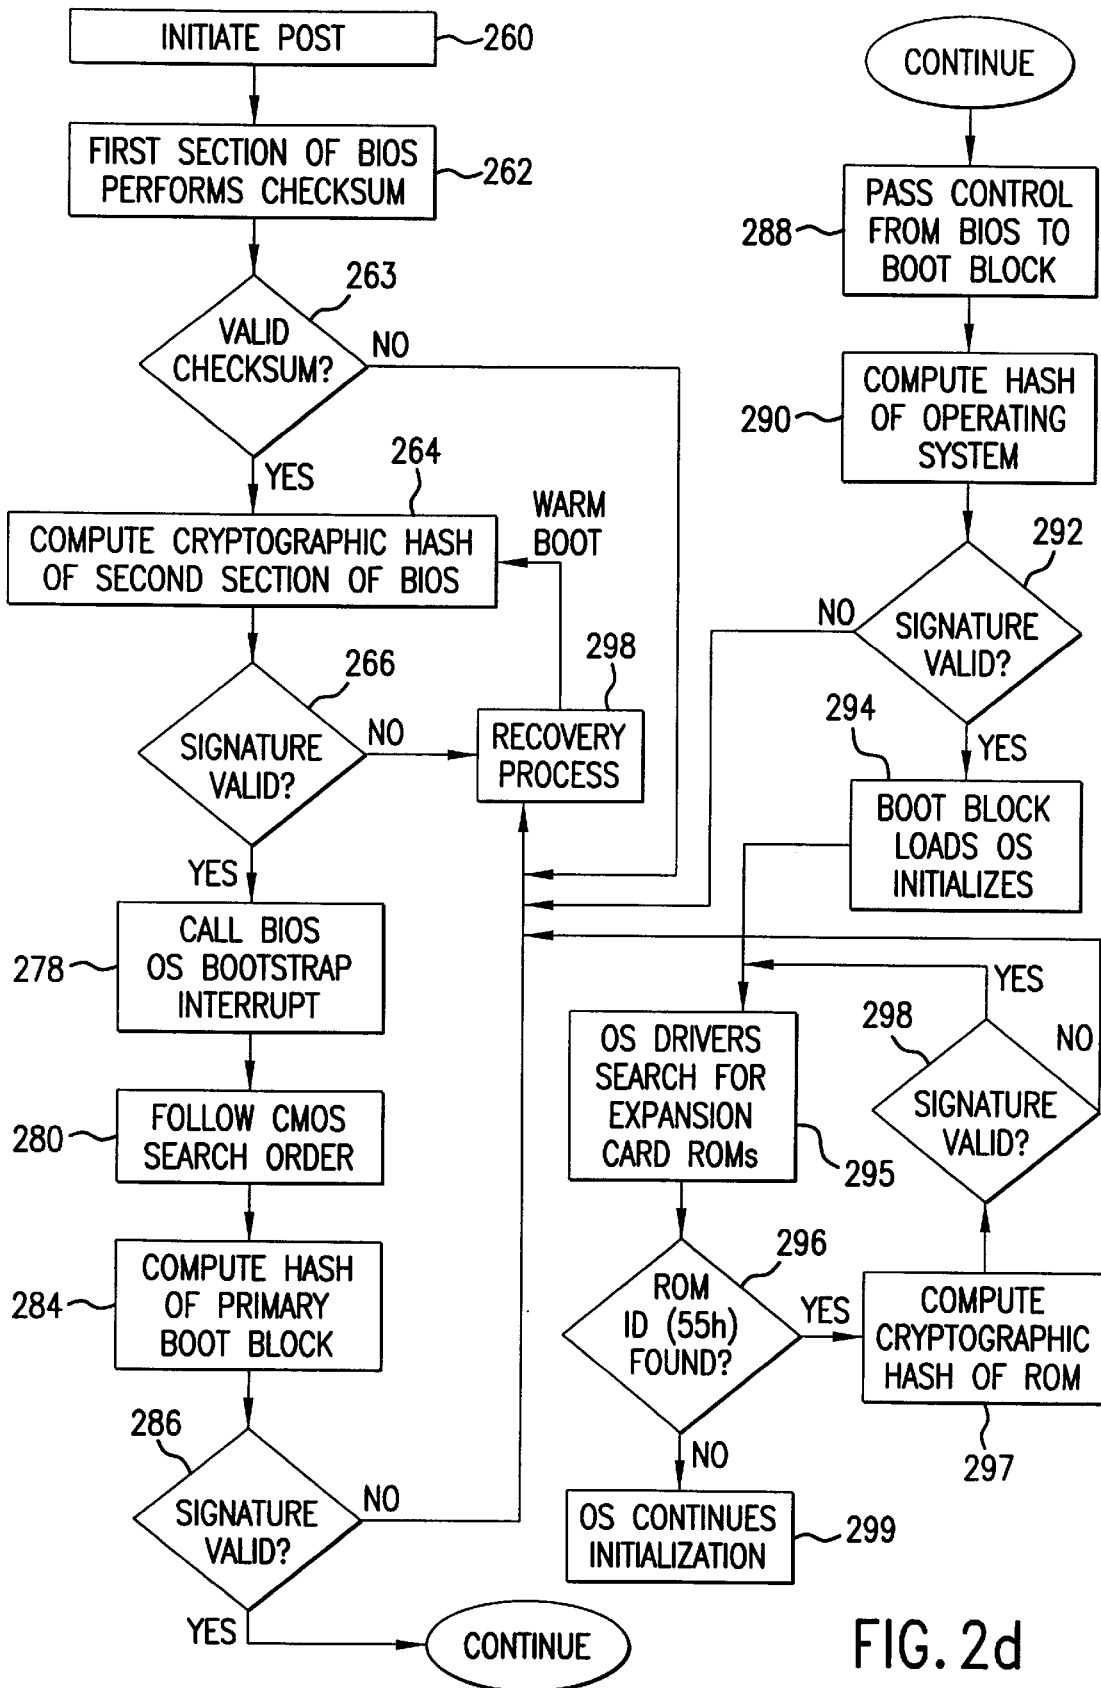 INITIATE POST
260
FIRST SECTION OF BIOS
PERFORMS CHECKSUM
262
263
VALID
CHECKSUM?
NO
YES
264
COMPUTE CRYPTOGRAPHIC HASH
OF SECOND SECTION OF BIOS
WARM
BOOT
266
SIGNATURE
VALID?
NO
298
RECOVERY
PROCESS
YES
278
CALL BIOS
OS BOOTSTRAP
INTERRUPT
280
FOLLOW CMOS
SEARCH ORDER
284
COMPUTE HASH
OF PRIMARY
BOOT BLOCK
286
SIGNATURE
VALID?
NO
YES
CONTINUE
CONTINUE
288
PASS CONTROL
FROM BIOS TO
BOOT BLOCK
290
COMPUTE HASH
OF OPERATING
SYSTEM
292
NO
SIGNATURE
VALID?
294
YES
BOOT BLOCK
LOADS OS
INITIALIZES
OS DRIVERS
SEARCH FOR
EXPANSION
CARD ROMs
295
296
ROM
ID (55h)
FOUND?
YES
COMPUTE
CRYPTOGRAPHIC
HASH OF ROM
297
298
SIGNATURE
VALID?
YES
NO
NO
OS CONTINUES
INITIALIZATION
299
FIG. 2d